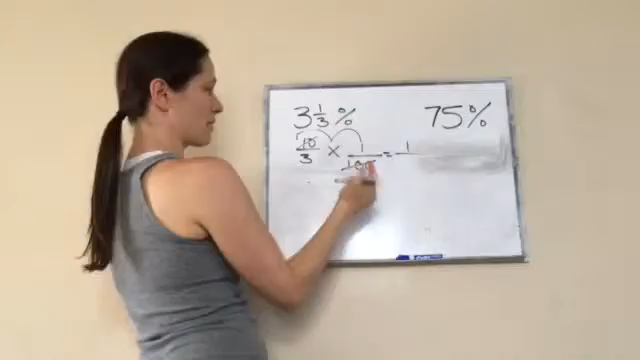 3 1/3 % 75%
10/3 × 1/100 = 1